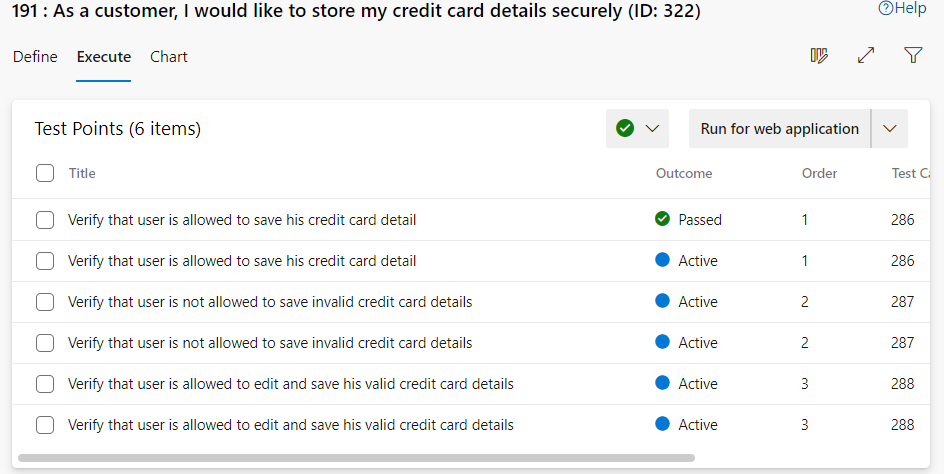 191 : As a customer, I would like to store my credit card details securely (ID: 322)
Help
Define Execute Chart
Test Points (6 items)
Run for web application
Title Outcome Order Test Ca
Verify that user is allowed to save his credit card detail Passed 1 286
Verify that user is allowed to save his credit card detail Active 1 286
Verify that user is not allowed to save invalid credit card details Active 2 287
Verify that user is not allowed to save invalid credit card details Active 2 287
Verify that user is allowed to edit and save his valid credit card details Active 3 288
Verify that user is allowed to edit and save his valid credit card details Active 3 288